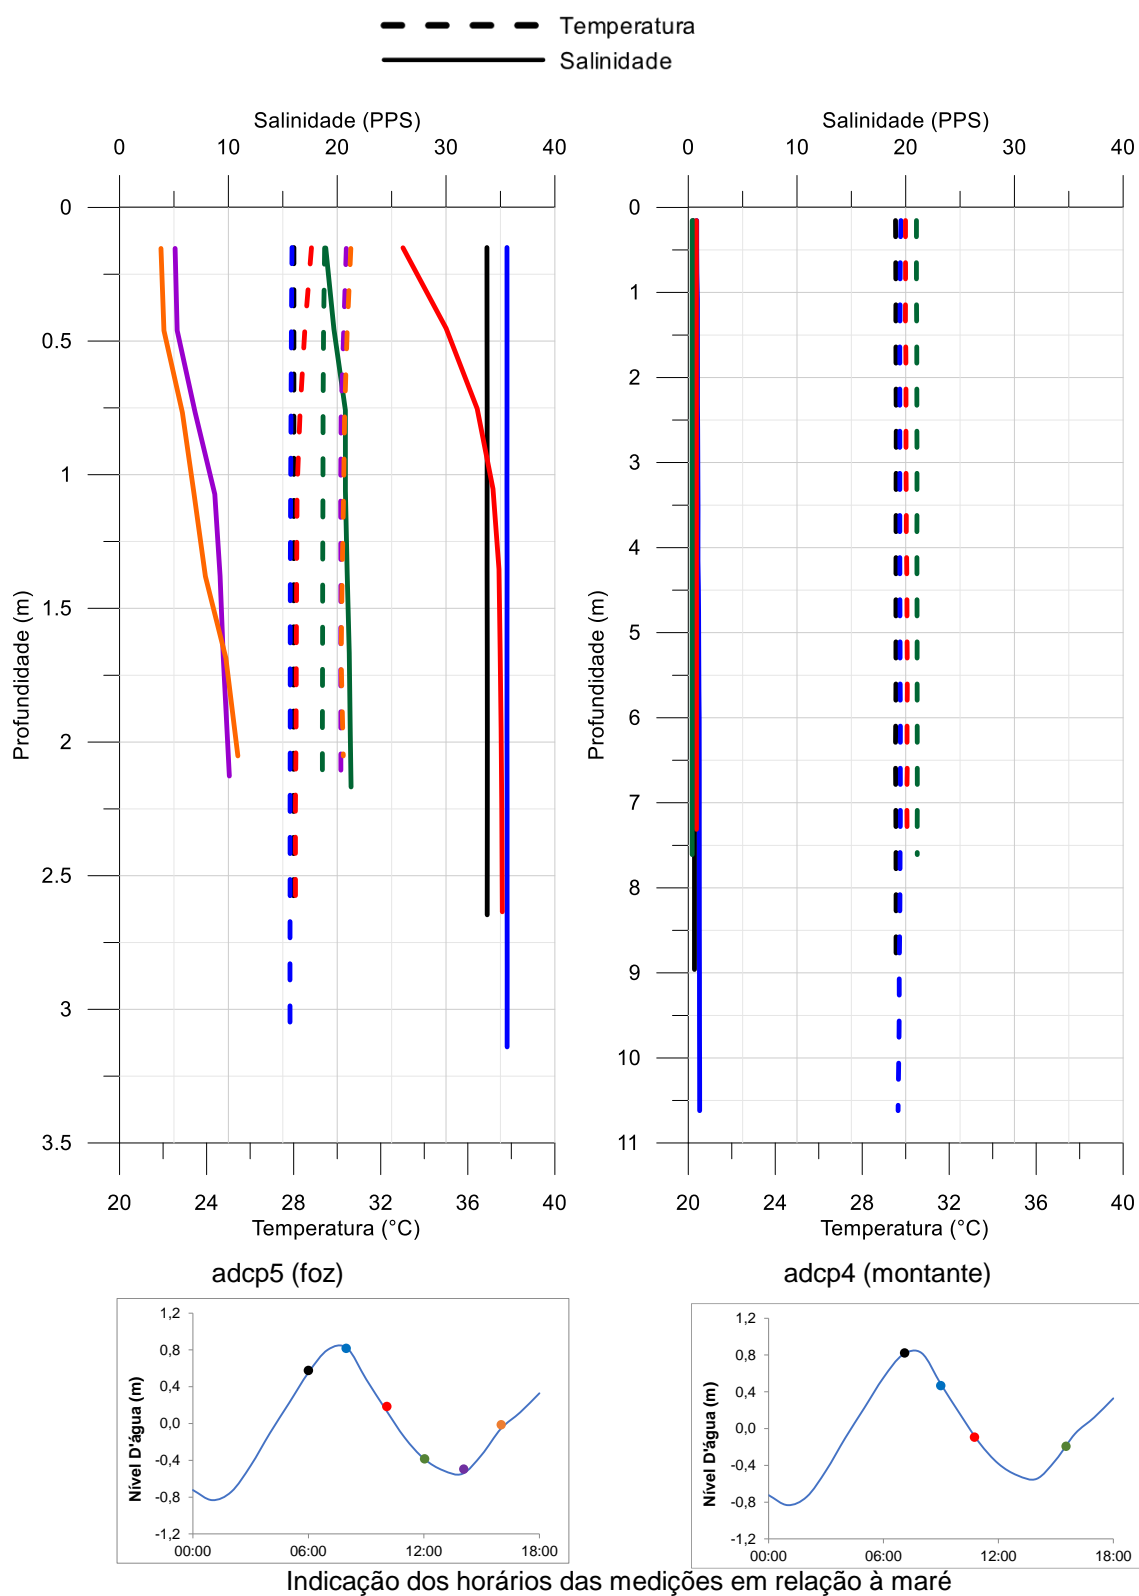 Temperatura
Salinidade
Salinidade (PPS)
0 10 20 30 40
Profundidade (m)
0
0.5
1
1.5
2
2.5
3
3.5
20 24 28 32 36 40
Temperatura (°C)
adcp5 (foz)
Salinidade (PPS)
0 10 20 30 40
Profundidade (m)
0
1
2
3
4
5
6
7
8
9
10
11
20 24 28 32 36 40
Temperatura (°C)
adcp4 (montante)
Nível D'água (m)
1,2
0,8
0,4
0,0
-0,4
-0,8
-1,2
00:00 06:00 12:00 18:00
Nível D'água (m)
1,2
0,8
0,4
0,0
-0,4
-0,8
-1,2
00:00 06:00 12:00 18:00
Indicação dos horários das medições em relação à maré